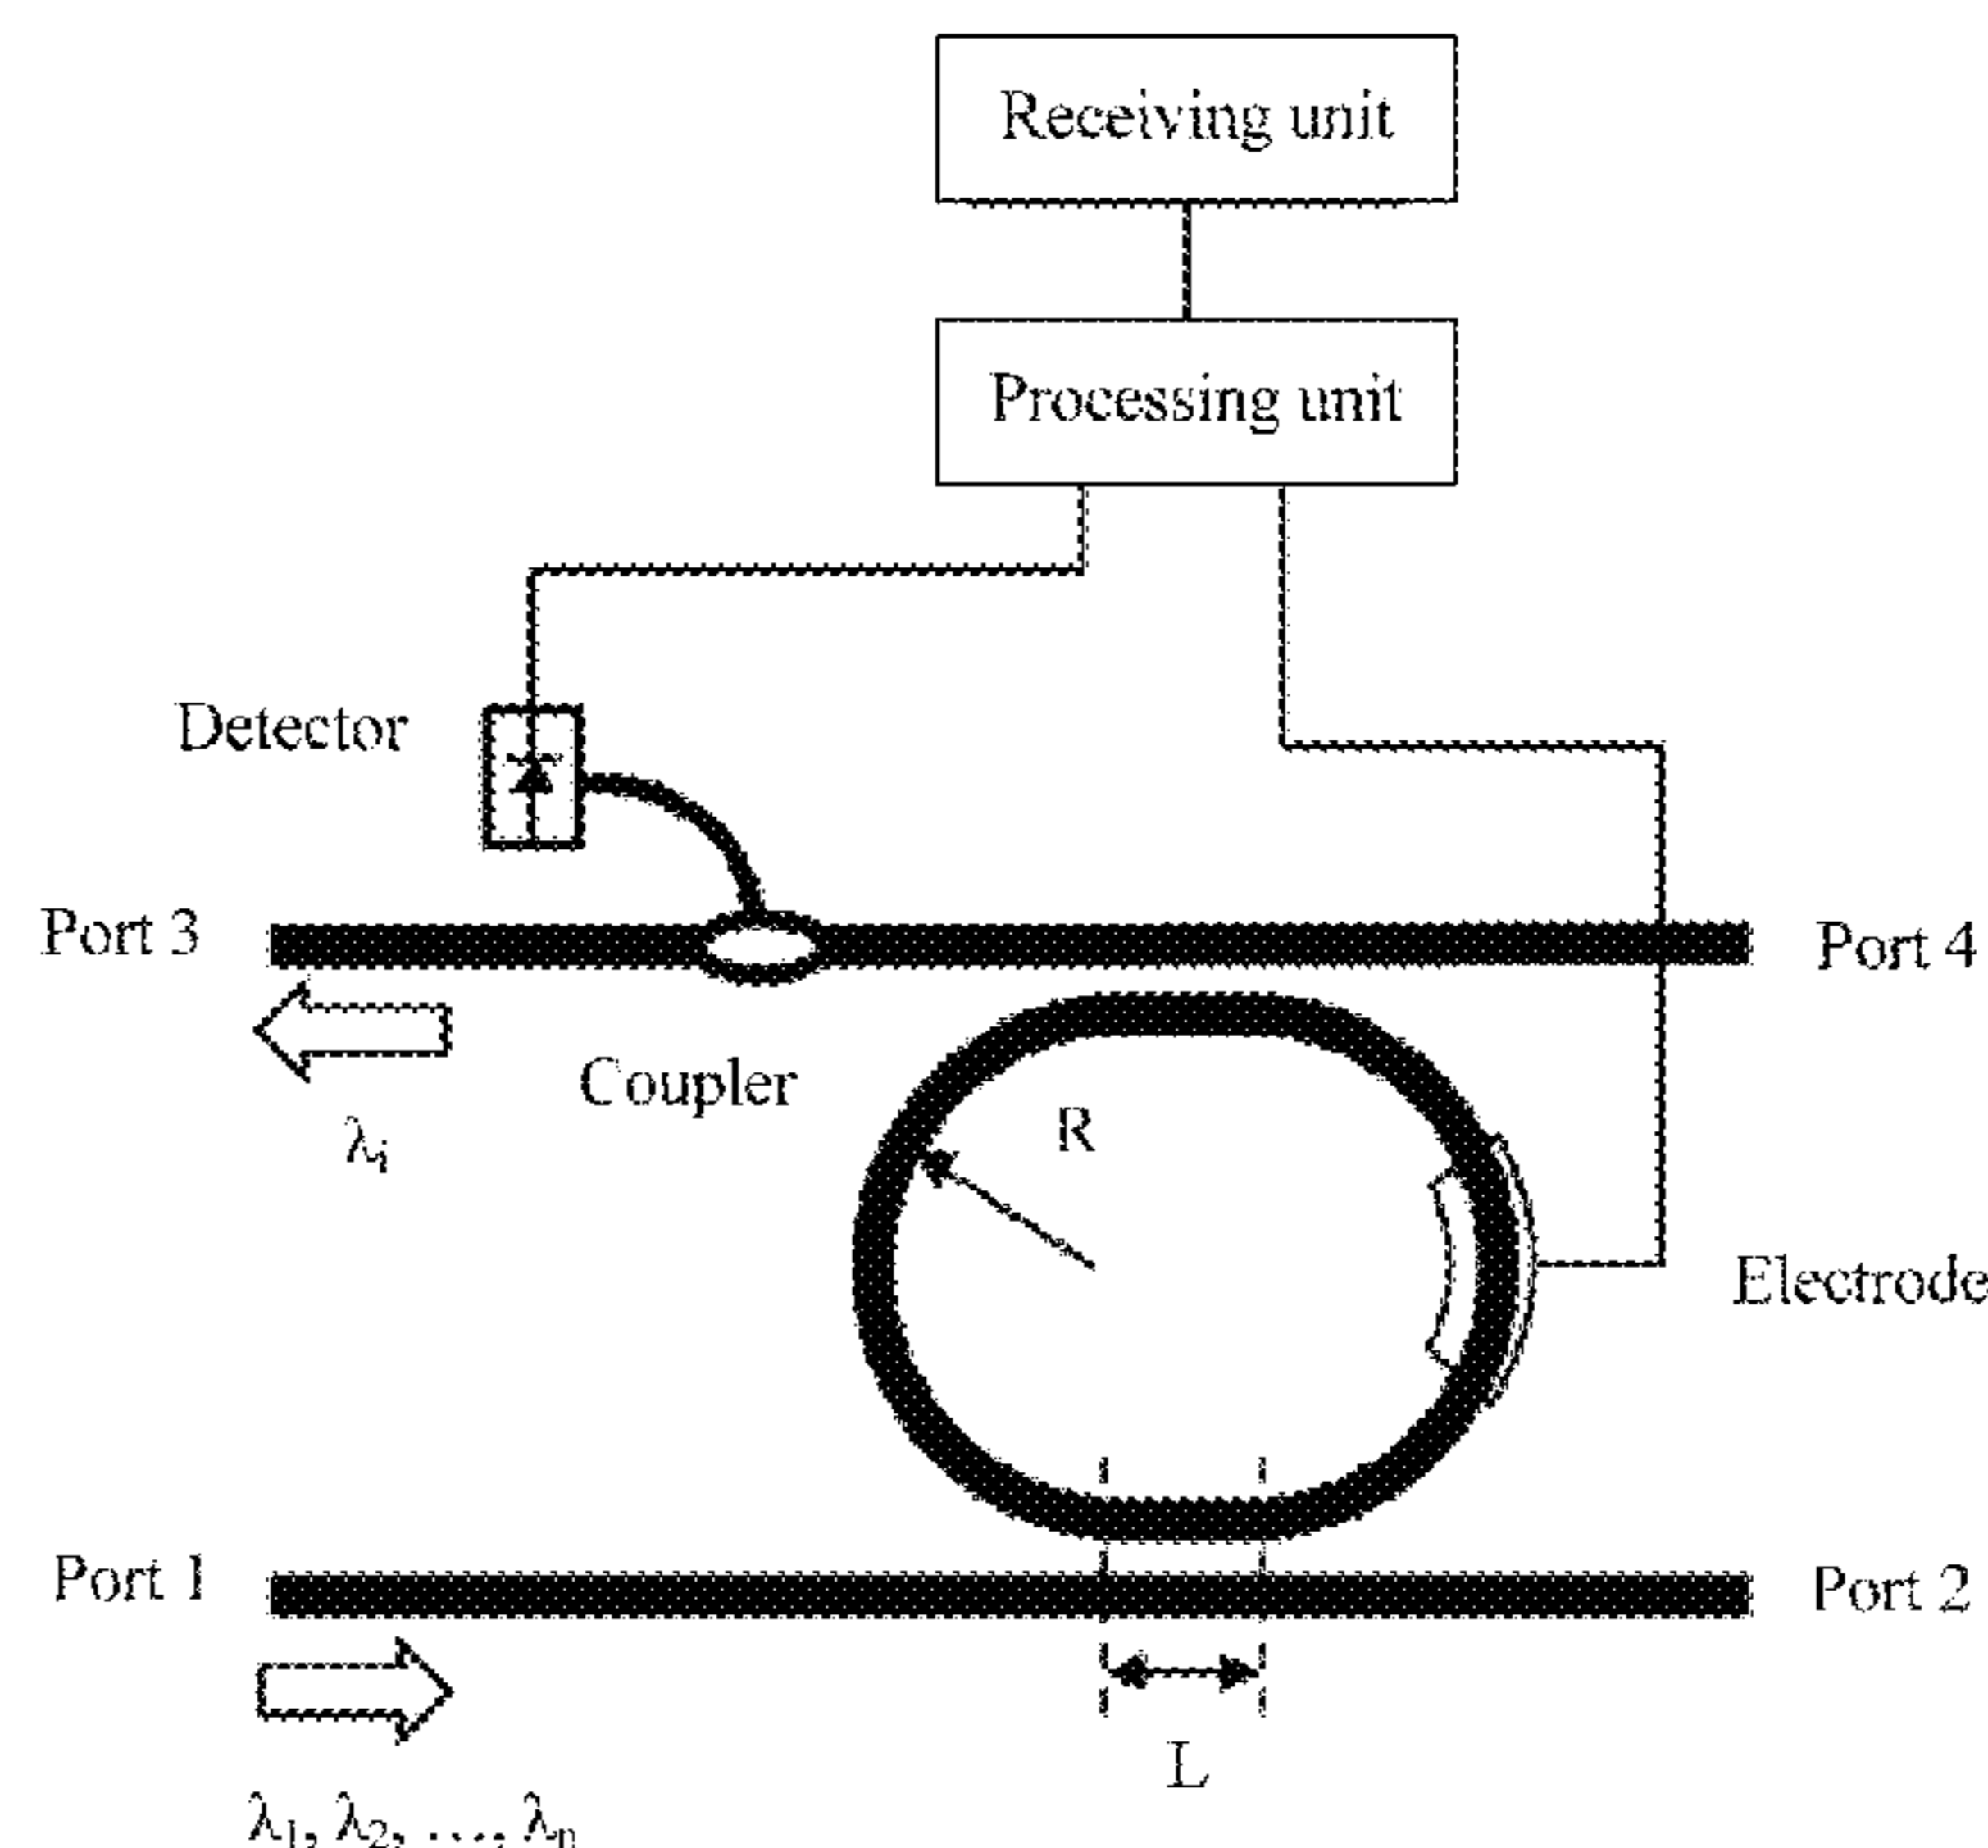 Receiving unit
Processing unit
Detector
Port 3
Port 4
Coupler
λi
R
Electrode
Port 1
Port 2
L
λ1, λ2, ..., λn